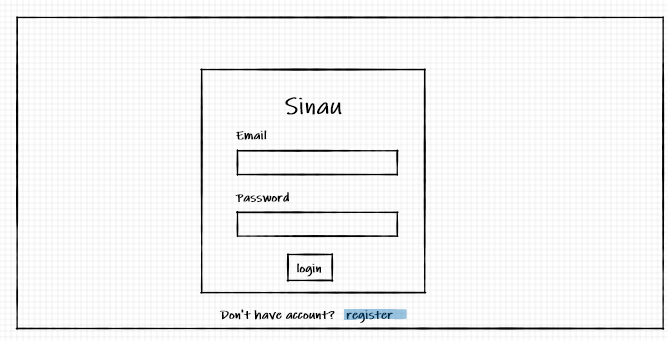 Sinau
Email
Password
login
Don't have account? register